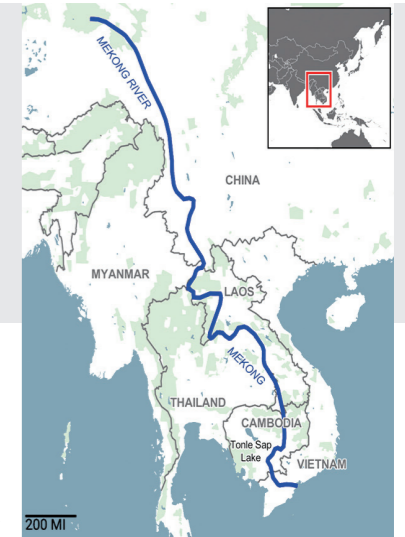 MEKONG RIVER
CHINA
MYANMAR
LAOS
MEKONG
THAILAND
CAMBODIA
Tonle Sap
Lake
VIETNAM
200 MI